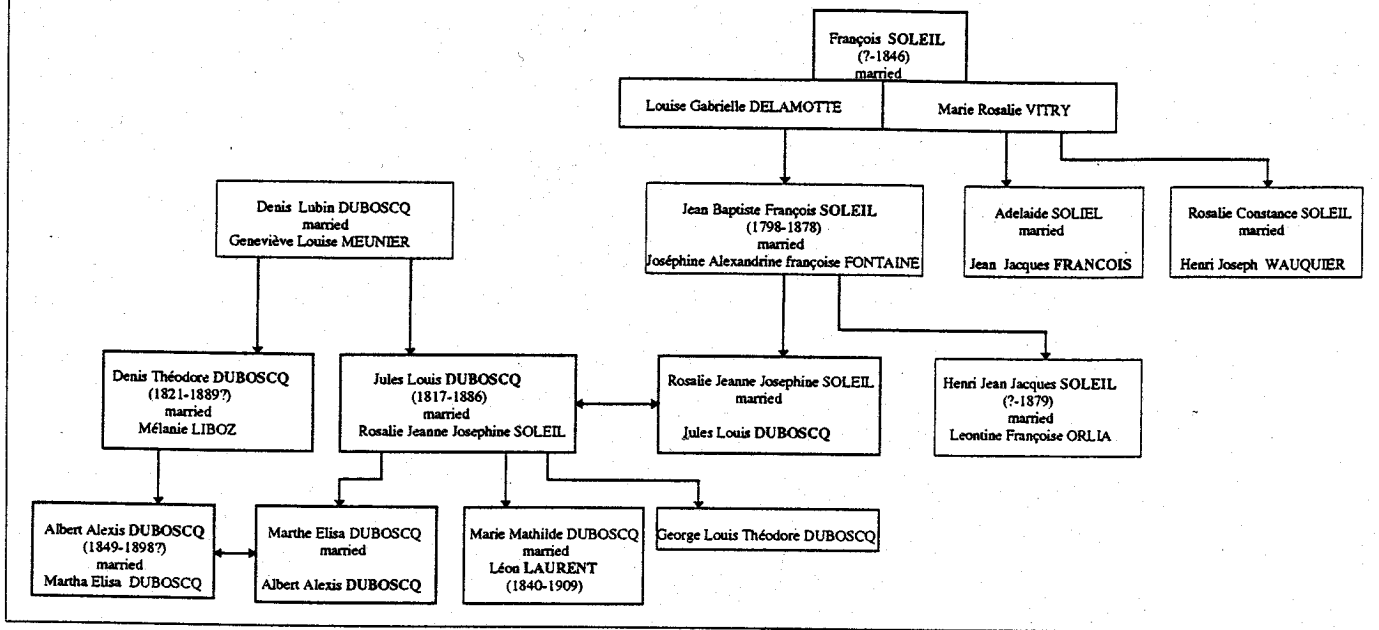 François SOLEIL
(?-1846)
married
Louise Gabrielle DELAMOTTE
Marie Rosalie VITRY
Denis Lubin DUBOSCQ
married
Geneviève Louise MEUNIER
Jean Baptiste François SOLEIL
(1798-1878)
married
Joséphine Alexandrine françoise FONTAINE
Adelaide SOLIEL
married
Jean Jacques FRANCOIS
Rosalie Constance SOLEIL
married
Henri Joseph WAUQUIER
Denis Théodore DUBOSCQ
(1821-1889?)
married
Mélanie LIBOZ
Jules Louis DUBOSCQ
(1817-1886)
married
Rosalie Jeanne Josephine SOLEIL
Rosalie Jeanne Josephine SOLEIL
married
Jules Louis DUBOSCQ
Henri Jean Jacques SOLEIL
(?-1879)
married
Leontine Françoise ORLIA
Albert Alexis DUBOSCQ
(1849-1898?)
married
Martha Elisa DUBOSCQ
Marthe Elisa DUBOSCQ
married
Albert Alexis DUBOSCQ
Marie Mathilde DUBOSCQ
married
Léon LAURENT
(1840-1909)
George Louis Théodore DUBOSCQ